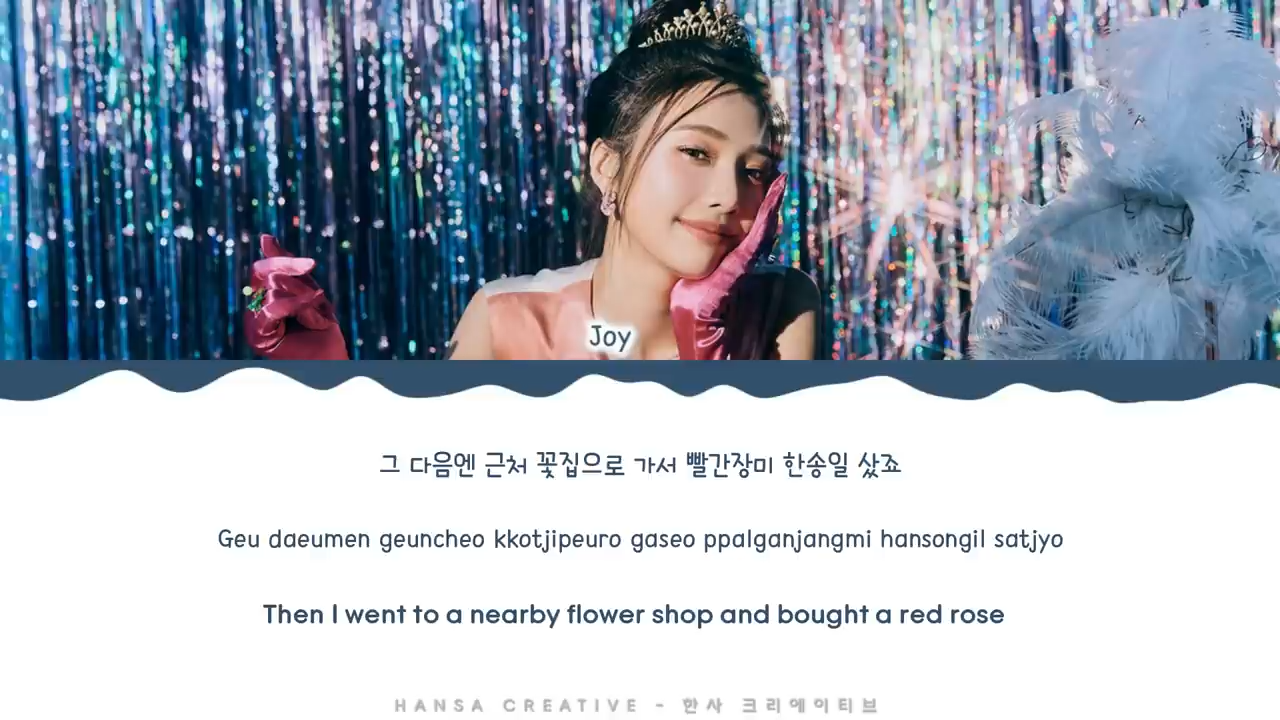 Joy
그 다음엔 근처 꽃집으로 가서 빨간장미 한송일 샀죠
Geu daeumen geuncheo kkotjipeuro gaseo ppalganjangmi hansongil satjyo
Then I went to a nearby flower shop and bought a red rose
HANSA CREATIVE - 한사 크리에이티브